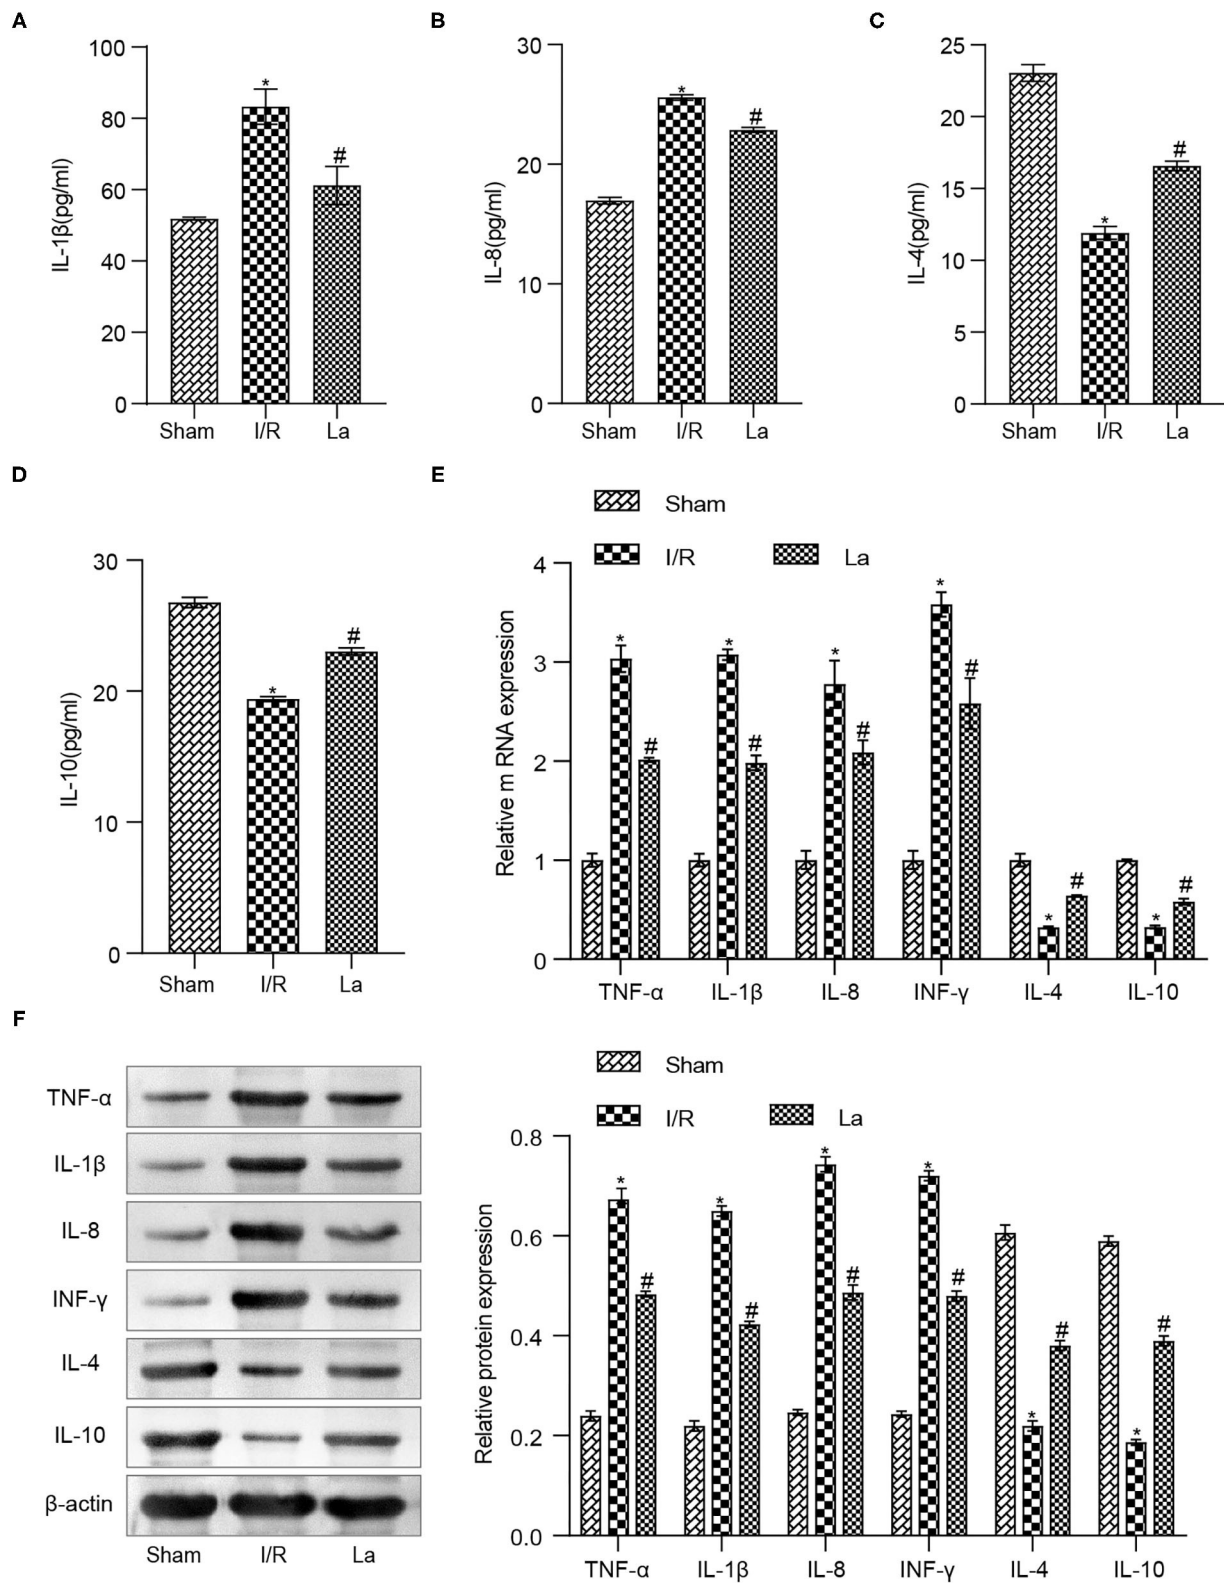 A
100
80
60
40
20
0
IL-1β(pg/ml)
*
#
Sham I/R La
B
30
20
10
0
IL-8(pg/ml)
*
#
Sham I/R La
C
25
20
15
10
5
0
IL-4(pg/ml)
*
#
Sham I/R La
D
30
20
10
0
IL-10(pg/ml)
*
#
Sham I/R La
E
Sham
I/R La
4
3
2
1
0
Relative m RNA expression
* # * # * # * # * # * #
TNF-α IL-1β IL-8 INF-γ IL-4 IL-10
F
TNF-α
IL-1β
IL-8
INF-γ
IL-4
IL-10
β-actin
Sham I/R La
Sham
I/R La
0.8
0.6
0.4
0.2
0.0
Relative protein expression
* # * # * # * # * # * #
TNF-α IL-1β IL-8 INF-γ IL-4 IL-10